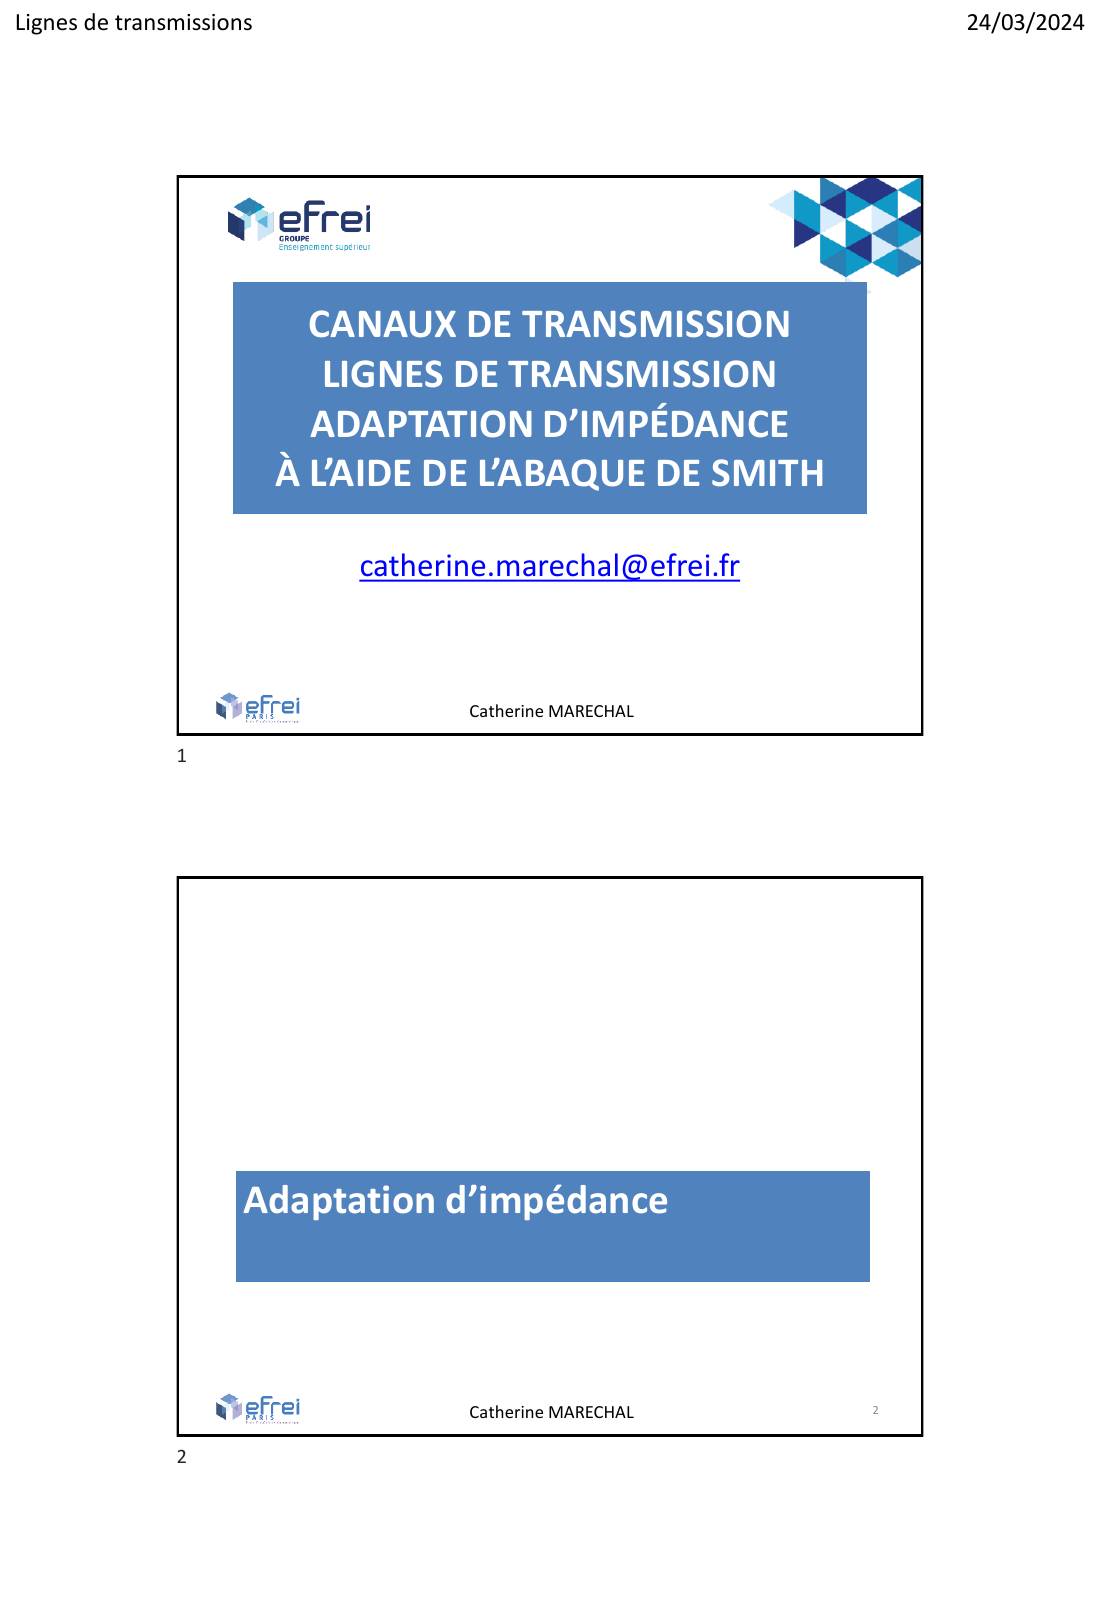 Lignes de transmissions
24/03/2024
eFrei
GROUPE
Enseignement supérieur
CANAUX DE TRANSMISSION
LIGNES DE TRANSMISSION
ADAPTATION D’IMPÉDANCE
À L’AIDE DE L’ABAQUE DE SMITH
catherine.marechal@efrei.fr
eFrei
PARIS
Catherine MARECHAL
1
Adaptation d’impédance
eFrei
PARIS
Catherine MARECHAL
2
2